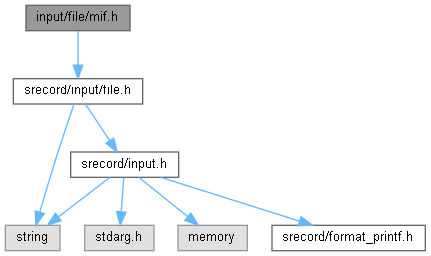 input/file/mif.h
srecord/input/file.h
srecord/input.h
string
stdarg.h
memory
srecord/format_printf.h